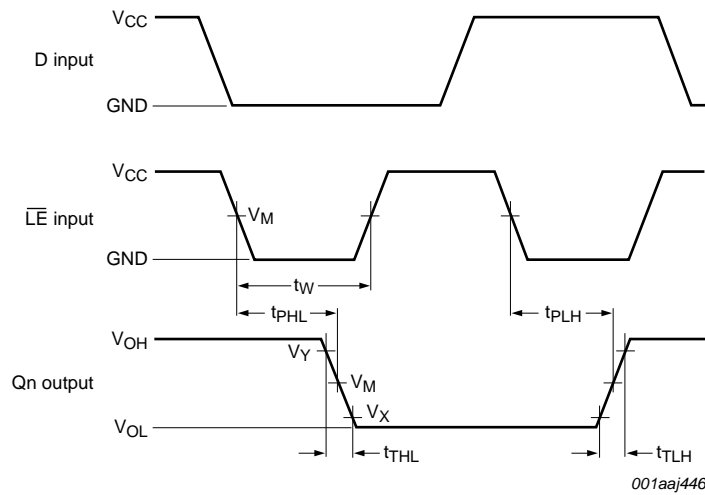 VCC
D input
GND
VCC
L̅E̅ input
VM
GND
tW
tPHL
tPLH
VOH
VY
Qn output
VM
VX
VOL
tTHL
tTLH
001aaj446